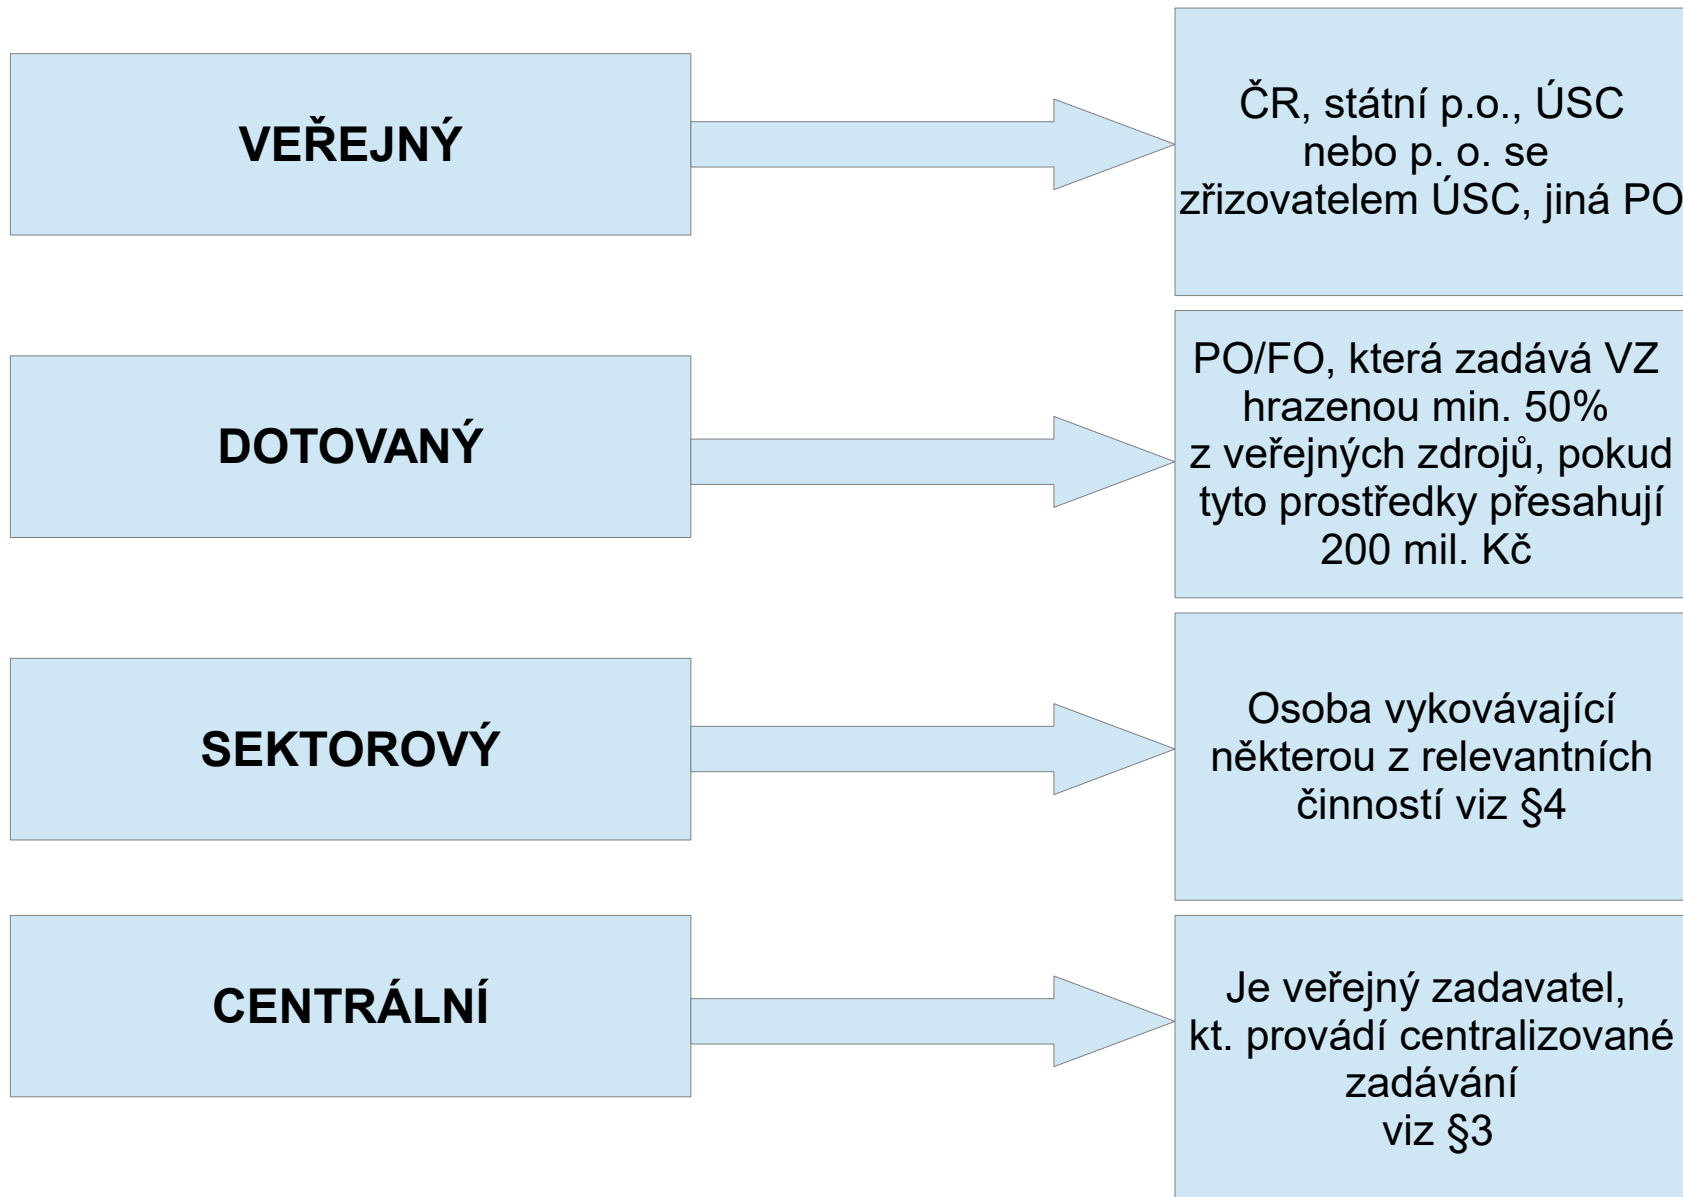 VEŘEJNÝ
ČR, státní p.o., ÚSC
nebo p. o. se
zřizovatelem ÚSC, jiná PO
DOTOVANÝ
PO/FO, která zadává VZ
hrazenou min. 50%
z veřejných zdrojů, pokud
tyto prostředky přesahují
200 mil. Kč
SEKTOROVÝ
Osoba vykovávající
některou z relevantních
činností viz §4
CENTRÁLNÍ
Je veřejný zadavatel,
kt. provádí centralizované
zadávání
viz §3